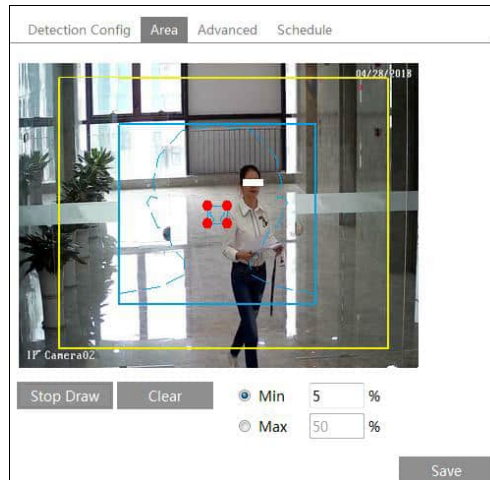 Detection Config Area Advanced Schedule
04/28/2018
IP Camera02
Stop Draw Clear Min 5 %
Max 50 %
Save